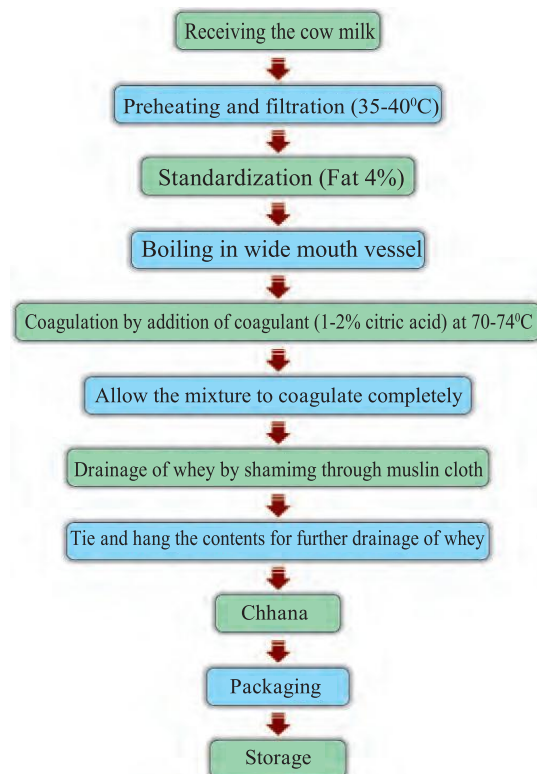 Receiving the cow milk
Preheating and filtration (35-40⁰C)
Standardization (Fat 4%)
Boiling in wide mouth vessel
Coagulation by addition of coagulant (1-2% citric acid) at 70-74⁰C
Allow the mixture to coagulate completely
Drainage of whey by shamimg through muslin cloth
Tie and hang the contents for further drainage of whey
Chhana
Packaging
Storage